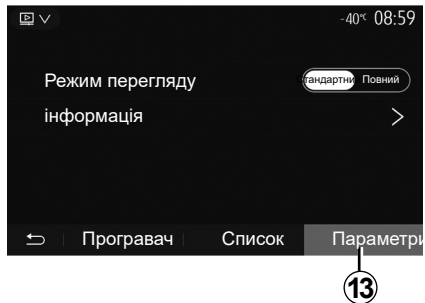 -40°C 08:59
Режим перегляду тандартни Повний
інформація
Програвач Список Параметри
13